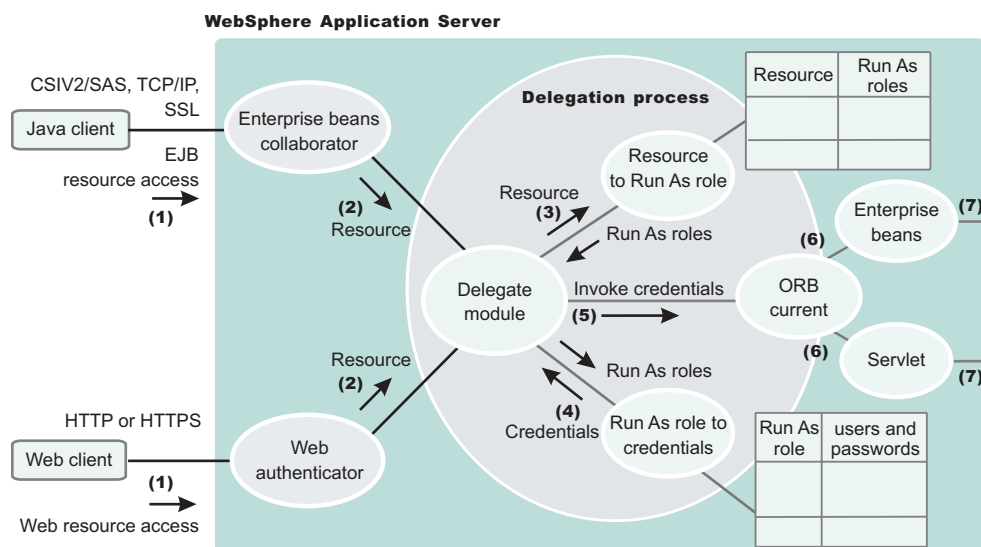 WebSphere Application Server
CSIV2/SAS, TCP/IP,
SSL
Java client
EJB
resource access
(1)
Enterprise beans
collaborator
(2)
Resource
Delegation process
Resource
to Run As role
Resource
(3)
Run As roles
Resource
Run As
roles
Delegate
module
Invoke credentials
(5)
ORB
current
(6)
Enterprise
beans
(7)
(6)
Servlet
(7)
Resource
(2)
Run As roles
(4)
Credentials
Run As role to
credentials
Run As
role
users and
passwords
HTTP or HTTPS
Web client
(1)
Web resource access
Web
authenticator